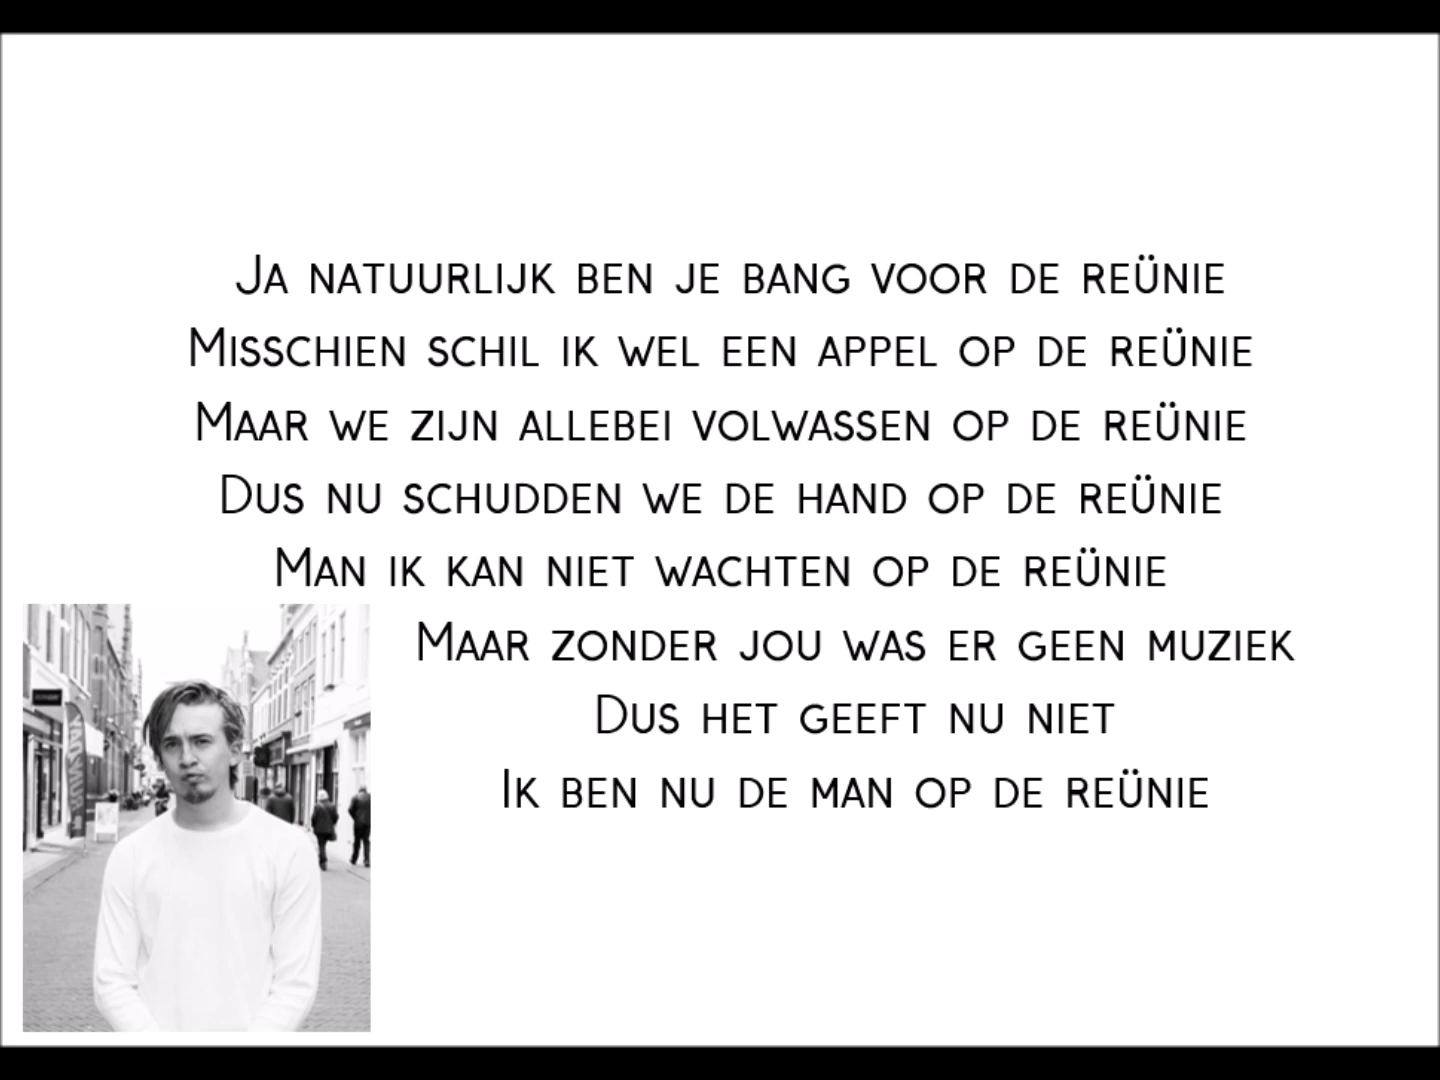 Ja natuurlijk ben je bang voor de reünie
Misschien schil ik wel een appel op de reünie
Maar we zijn allebei volwassen op de reünie
Dus nu schudden we de hand op de reünie
Man ik kan niet wachten op de reünie
Maar zonder jou was er geen muziek
Dus het geeft nu niet
Ik ben nu de man op de reünie